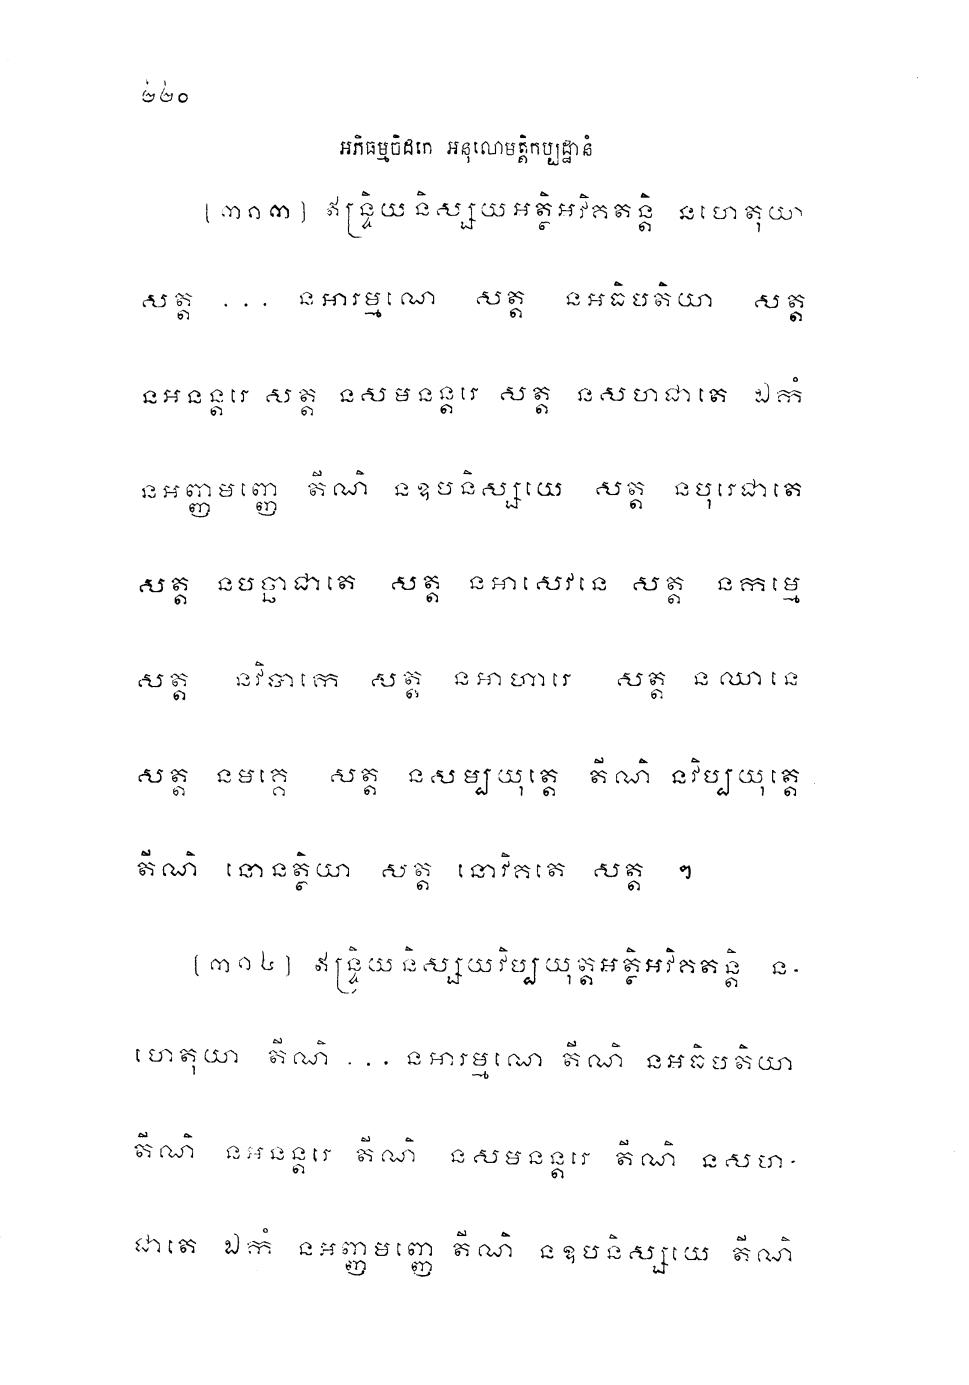 ២២០
អភិធម្មបិដកេ អនុលោមត្តិកប្បដ្ឋានំ
[៣១៣] ឥន្ទ្រិយនិស្សយអត្ថិអវិគតន្តិ នហេតុយា
សត្ត ... នអារម្មណេ សត្ត នអធិបតិយា សត្ត
នអនន្តរេ សត្ត នសមនន្តរេ សត្ត នសហជាតេ ឯកំ
នអញ្ញមញ្ញេ តីណិ នឧបនិស្សយេ សត្ត នបុរេជាតេ
សត្ត នបច្ឆាជាតេ សត្ត នអាសេវនេ សត្ត នកម្មេ
សត្ត នវិបាកេ សត្ត នអាហារេ សត្ត នឈានេ
សត្ត នមគ្គេ សត្ត នសម្បយុត្តេ តីណិ នវិប្បយុត្តេ
តីណិ នោនត្ថិយា សត្ត នោវិគតេ សត្ត ។
[៣១៤] ឥន្ទ្រិយនិស្សយវិប្បយុត្តអត្ថិអវិគតន្តិ ន-
ហេតុយា តីណិ ... នអារម្មណេ តីណិ នអធិបតិយា
តីណិ នអនន្តរេ តីណិ នសមនន្តរេ តីណិ នសហ-
ជាតេ ឯកំ នអញ្ញមញ្ញេ តីណិ នឧបនិស្សយេ តីណិ